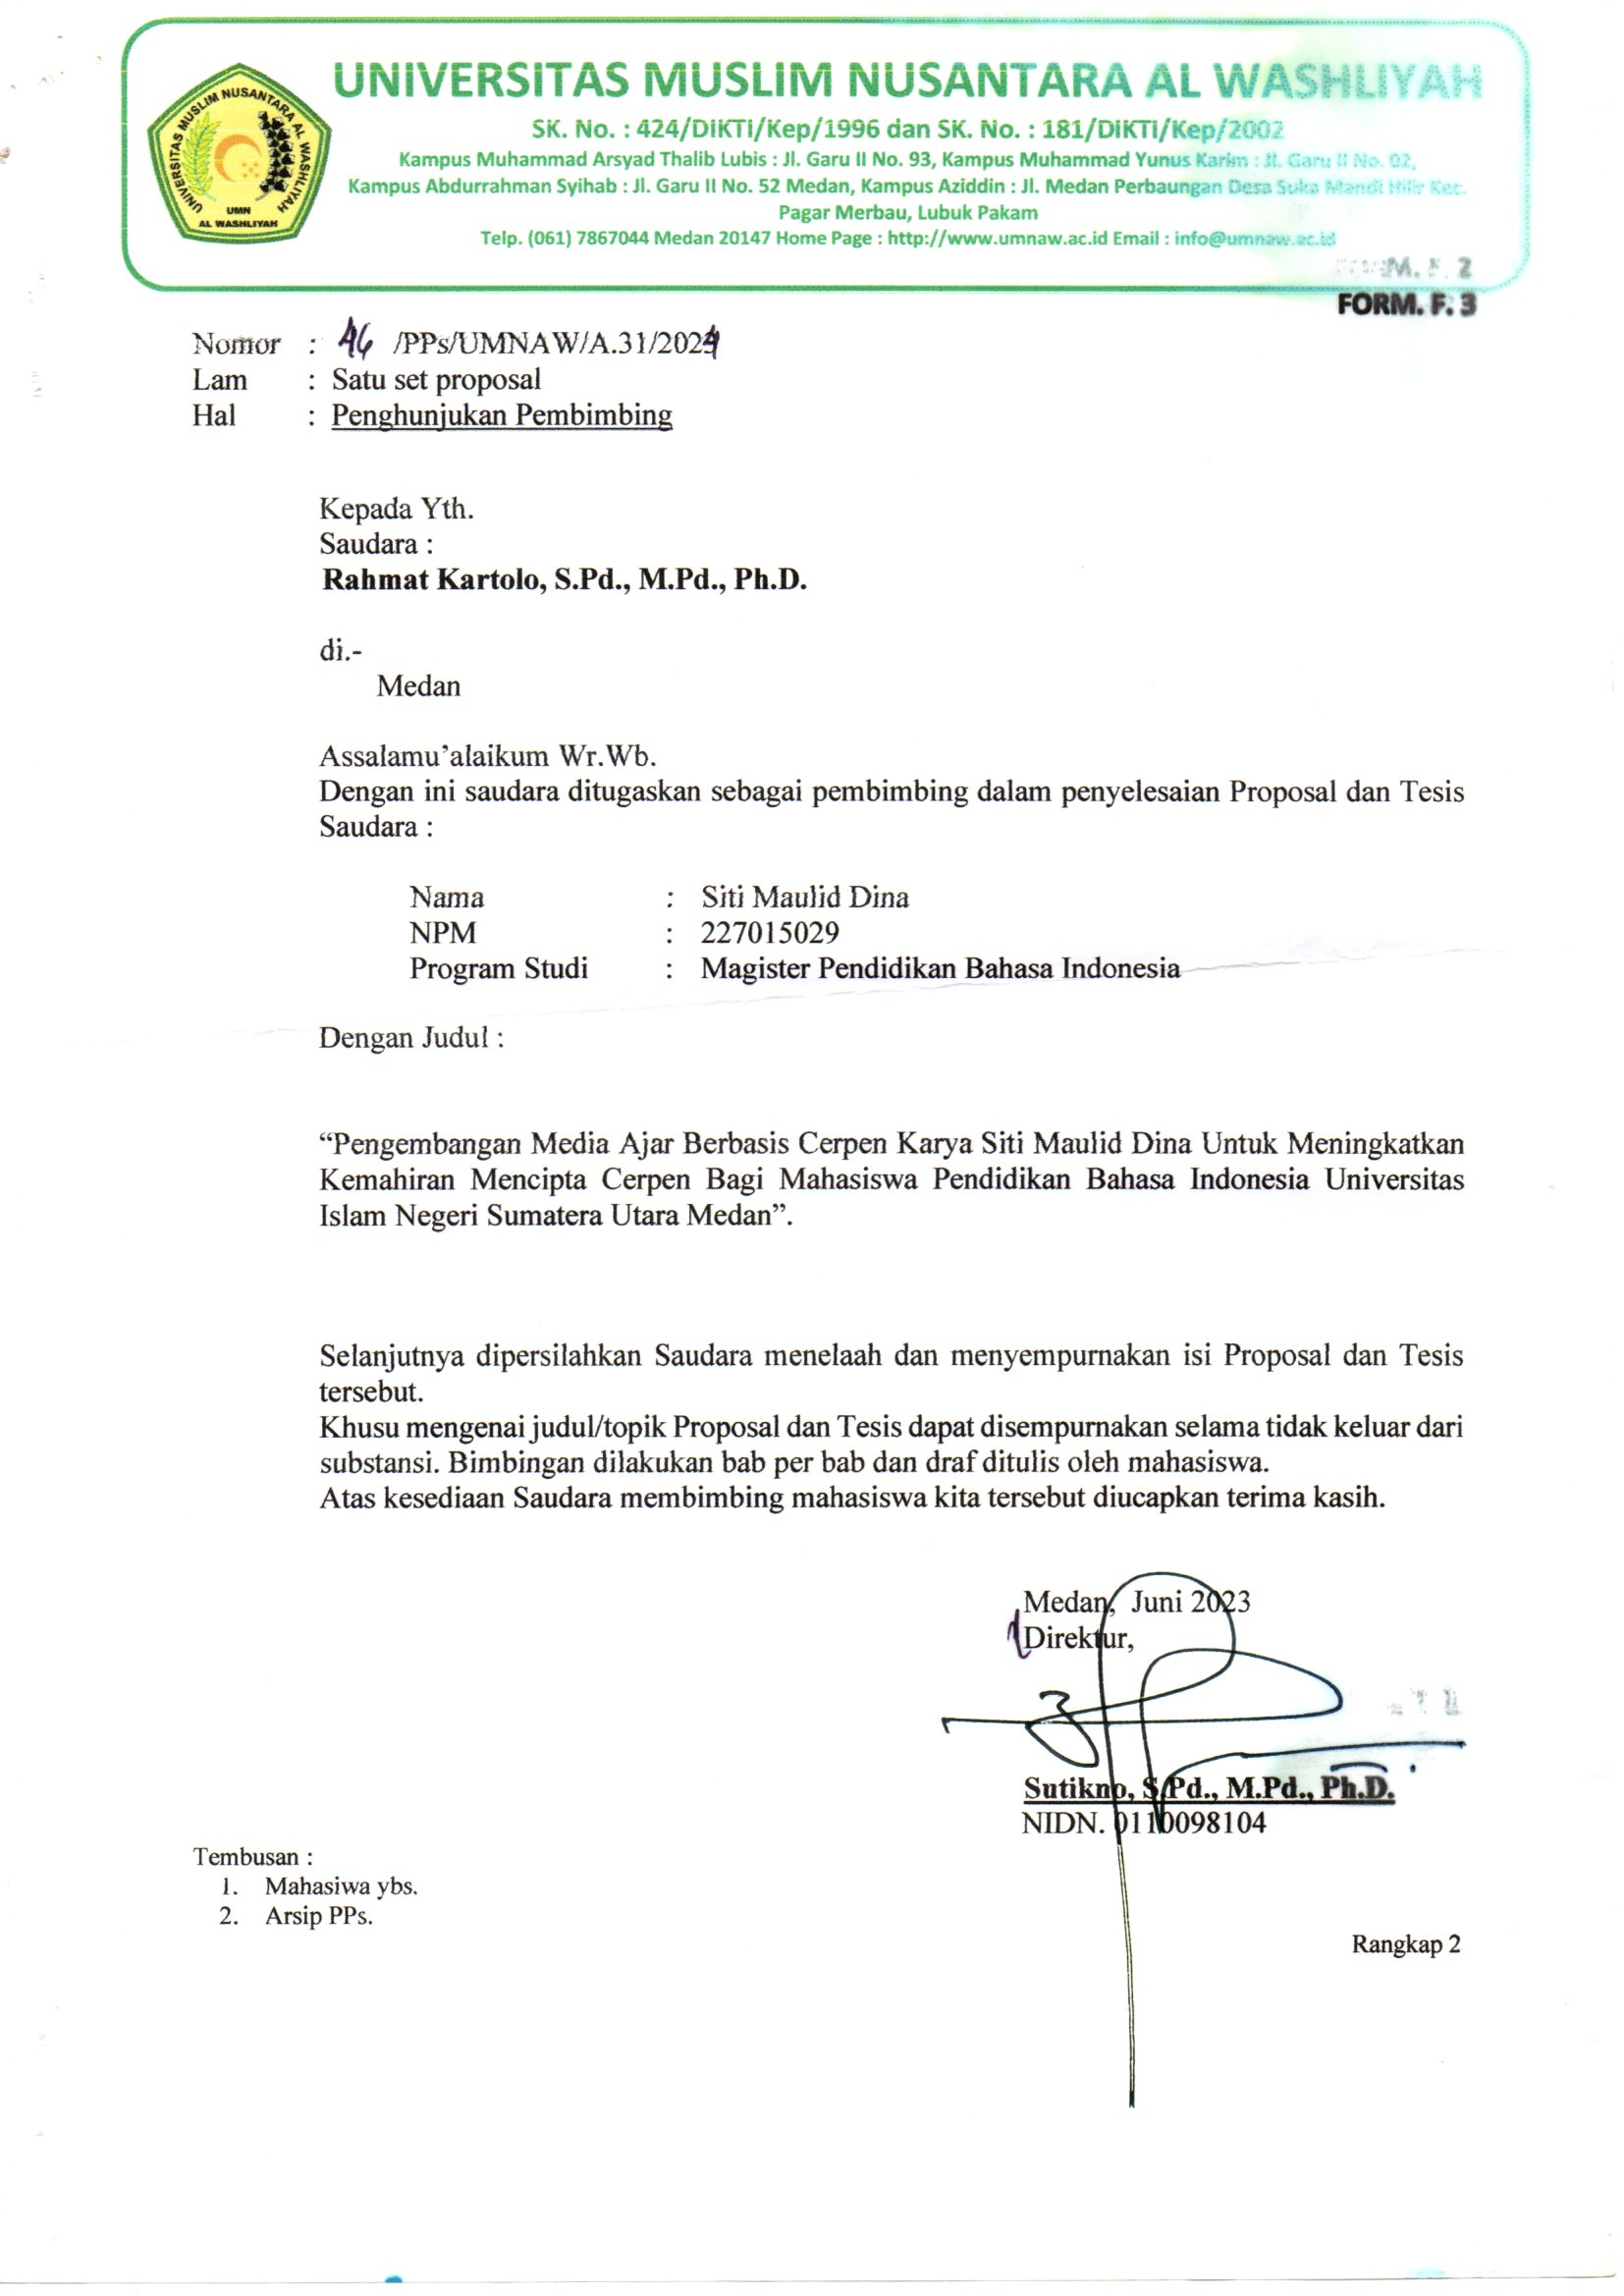 UNIVERSITAS MUSLIM NUSANTARA AL WASHLIYAH
SK. No. : 424/DIKTI/Kep/1996 dan SK. No. : 181/DIKTI/Kep/2002
Kampus Muhammad Arsyad Thalib Lubis : Jl. Garu II No. 93, Kampus Muhammad Yunus Karim : Jl. Garu II No. 02,
Kampus Abdurrahman Syihab : Jl. Garu II No. 52 Medan, Kampus Aziddin : Jl. Medan Perbaungan Desa Suka Mandi Hilir Kec.
Pagar Merbau, Lubuk Pakam
Telp. (061) 7867044 Medan 20147 Home Page : http://www.umnaw.ac.id Email : info@umnaw.ac.id
UNIVERSITAS MUSLIM NUSANTARA AL WASHLIYAH
UMN
AL WASHLIYAH
FORM. F. 2
FORM. F. 3
Nomor : 46 /PPs/UMNAW/A.31/2024
Lam : Satu set proposal
Hal : Penghunjukan Pembimbing
Kepada Yth.
Saudara :
Rahmat Kartolo, S.Pd., M.Pd., Ph.D.
di.-
Medan
Assalamu’alaikum Wr.Wb.
Dengan ini saudara ditugaskan sebagai pembimbing dalam penyelesaian Proposal dan Tesis
Saudara :
Nama : Siti Maulid Dina
NPM : 227015029
Program Studi : Magister Pendidikan Bahasa Indonesia
Dengan Judul :
“Pengembangan Media Ajar Berbasis Cerpen Karya Siti Maulid Dina Untuk Meningkatkan
Kemahiran Mencipta Cerpen Bagi Mahasiswa Pendidikan Bahasa Indonesia Universitas
Islam Negeri Sumatera Utara Medan”.
Selanjutnya dipersilahkan Saudara menelaah dan menyempurnakan isi Proposal dan Tesis
tersebut.
Khusu mengenai judul/topik Proposal dan Tesis dapat disempurnakan selama tidak keluar dari
substansi. Bimbingan dilakukan bab per bab dan draf ditulis oleh mahasiswa.
Atas kesediaan Saudara membimbing mahasiswa kita tersebut diucapkan terima kasih.
Medan, Juni 2023
Direktur,
Sutikno, S.Pd., M.Pd., Ph.D.
NIDN. 0110098104
Tembusan :
1. Mahasiwa ybs.
2. Arsip PPs.
Rangkap 2